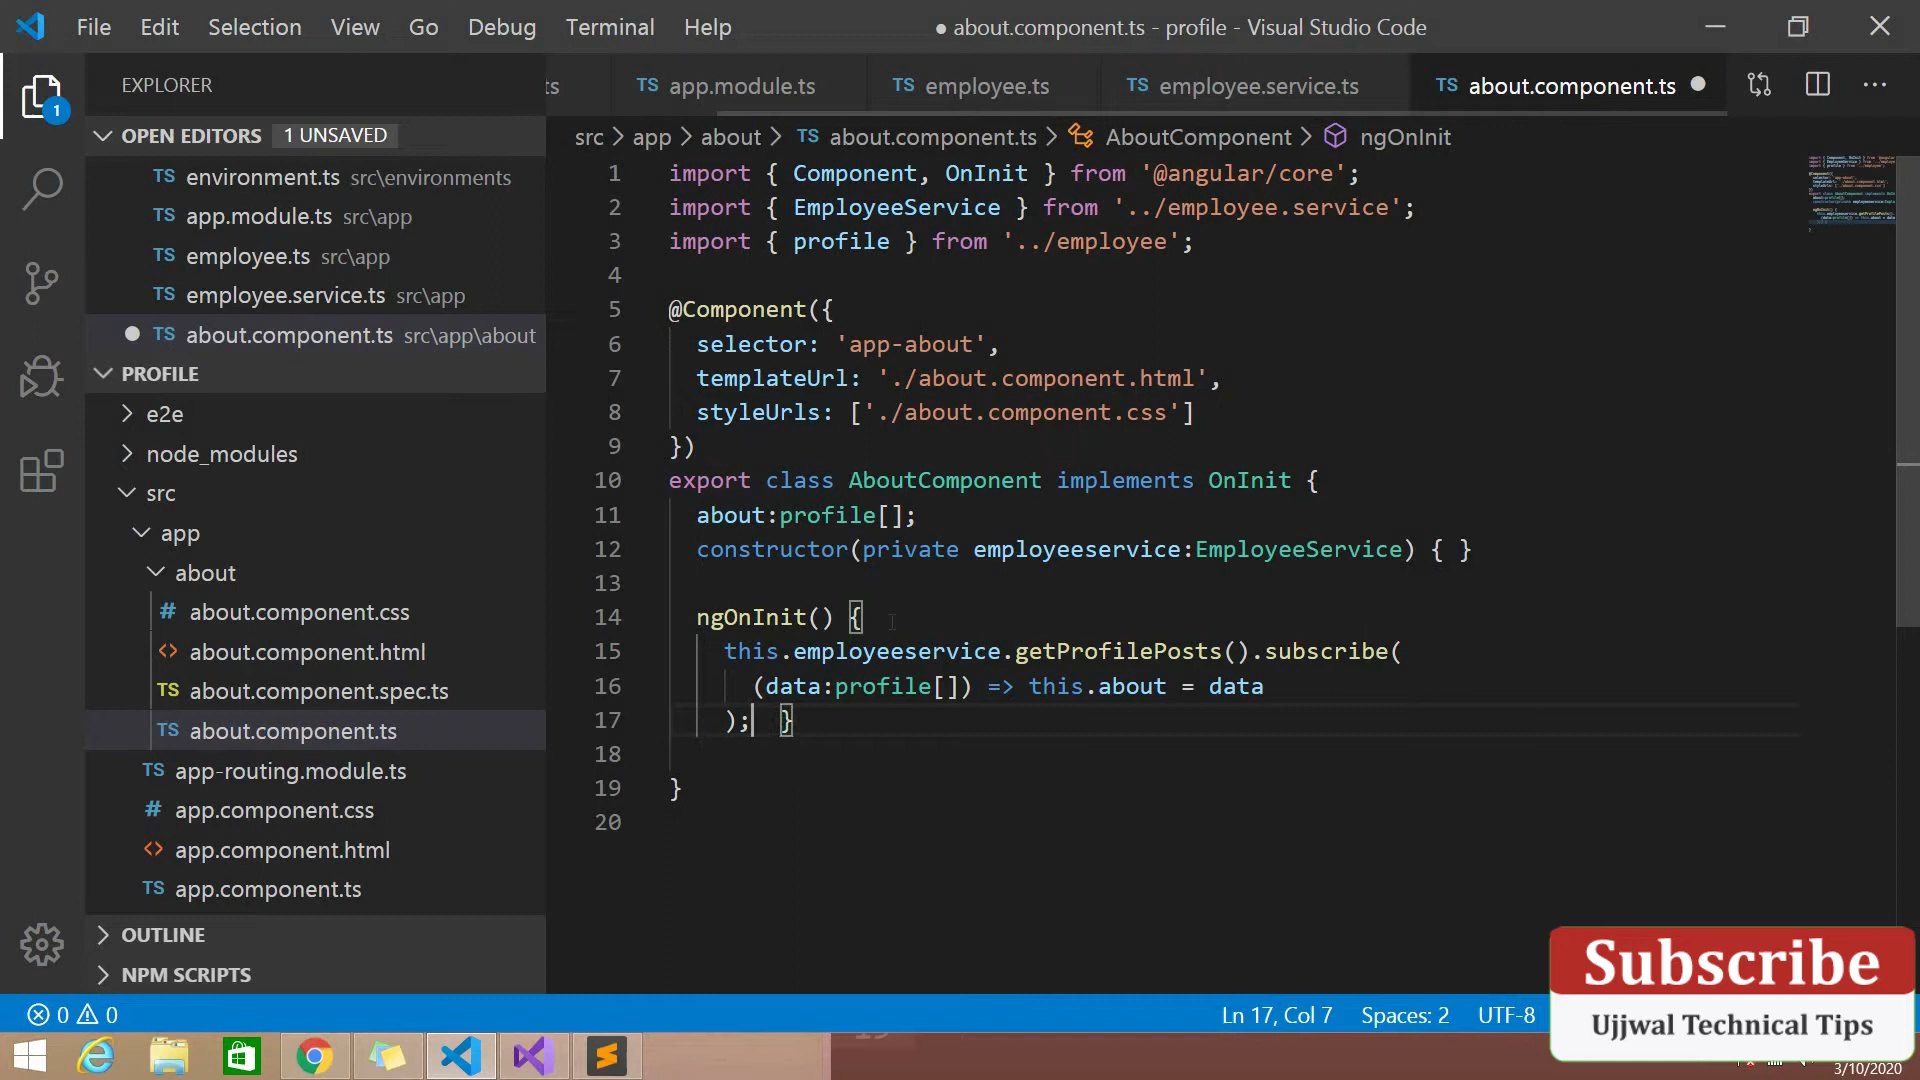 File Edit Selection View Go Debug Terminal Help
● about.component.ts - profile - Visual Studio Code
1
EXPLORER
OPEN EDITORS 1 UNSAVED
TS environment.ts src\environments
TS app.module.ts src\app
TS employee.ts src\app
TS employee.service.ts src\app
TS about.component.ts src\app\about
PROFILE
e2e
node_modules
src
app
about
# about.component.css
<> about.component.html
TS about.component.spec.ts
TS about.component.ts
TS app-routing.module.ts
# app.component.css
<> app.component.html
TS app.component.ts
OUTLINE
NPM SCRIPTS
ts TS app.module.ts TS employee.ts TS employee.service.ts TS about.component.ts
src > app > about > TS about.component.ts > AboutComponent > ngOnInit
1 import { Component, OnInit } from '@angular/core';
2 import { EmployeeService } from '../employee.service';
3 import { profile } from '../employee';
4
5 @Component({
6 selector: 'app-about',
7 templateUrl: './about.component.html',
8 styleUrls: ['./about.component.css']
9 })
10 export class AboutComponent implements OnInit {
11 about:profile[];
12 constructor(private employeeservice:EmployeeService) { }
13
14 ngOnInit() {
15 this.employeeservice.getProfilePosts().subscribe(
16 (data:profile[]) => this.about = data
17 ); }
18
19 }
20
0 0
Ln 17, Col 7 Spaces: 2 UTF-8
Subscribe
Ujjwal Technical Tips
3/10/2020